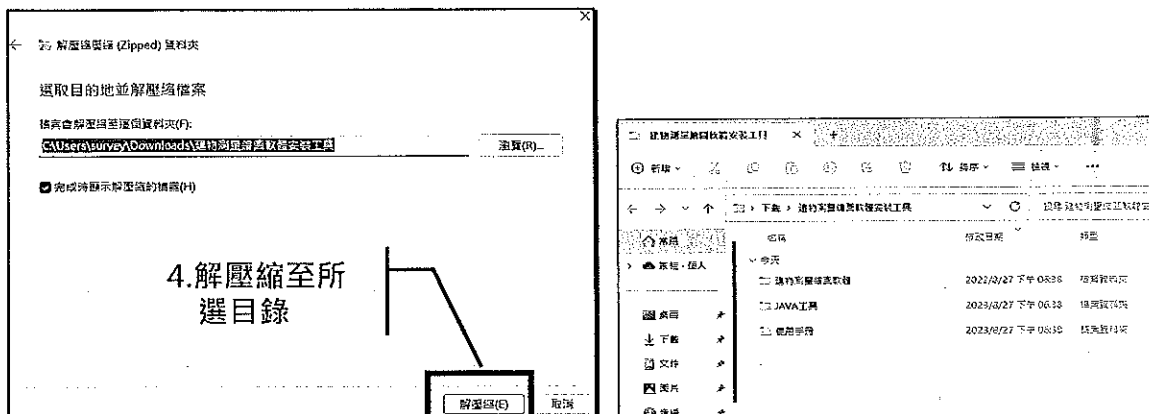 解壓縮壓縮 (Zipped) 資料夾
選取目的地並解壓縮檔案
檔案會解壓縮至這個資料夾(F):
C:\Users\survey\Downloads\建物測量繪圖軟體安裝工具
瀏覽(R)...
完成時顯示解壓縮的檔案(H)
4.解壓縮至所
選目錄
解壓縮(E) 取消
建物測量繪圖軟體安裝工具
新增 排序 檢視 ...
下載 › 建物測量繪圖軟體安裝工具
常用 名稱 修改日期 類型
個人 今天
建物測量繪圖軟體 2023/8/27 下午 06:38 檔案資料夾
桌面 JAVA工具 2023/8/27 下午 06:38 檔案資料夾
下載 使用手冊 2023/8/27 下午 06:38 檔案資料夾
文件
圖片